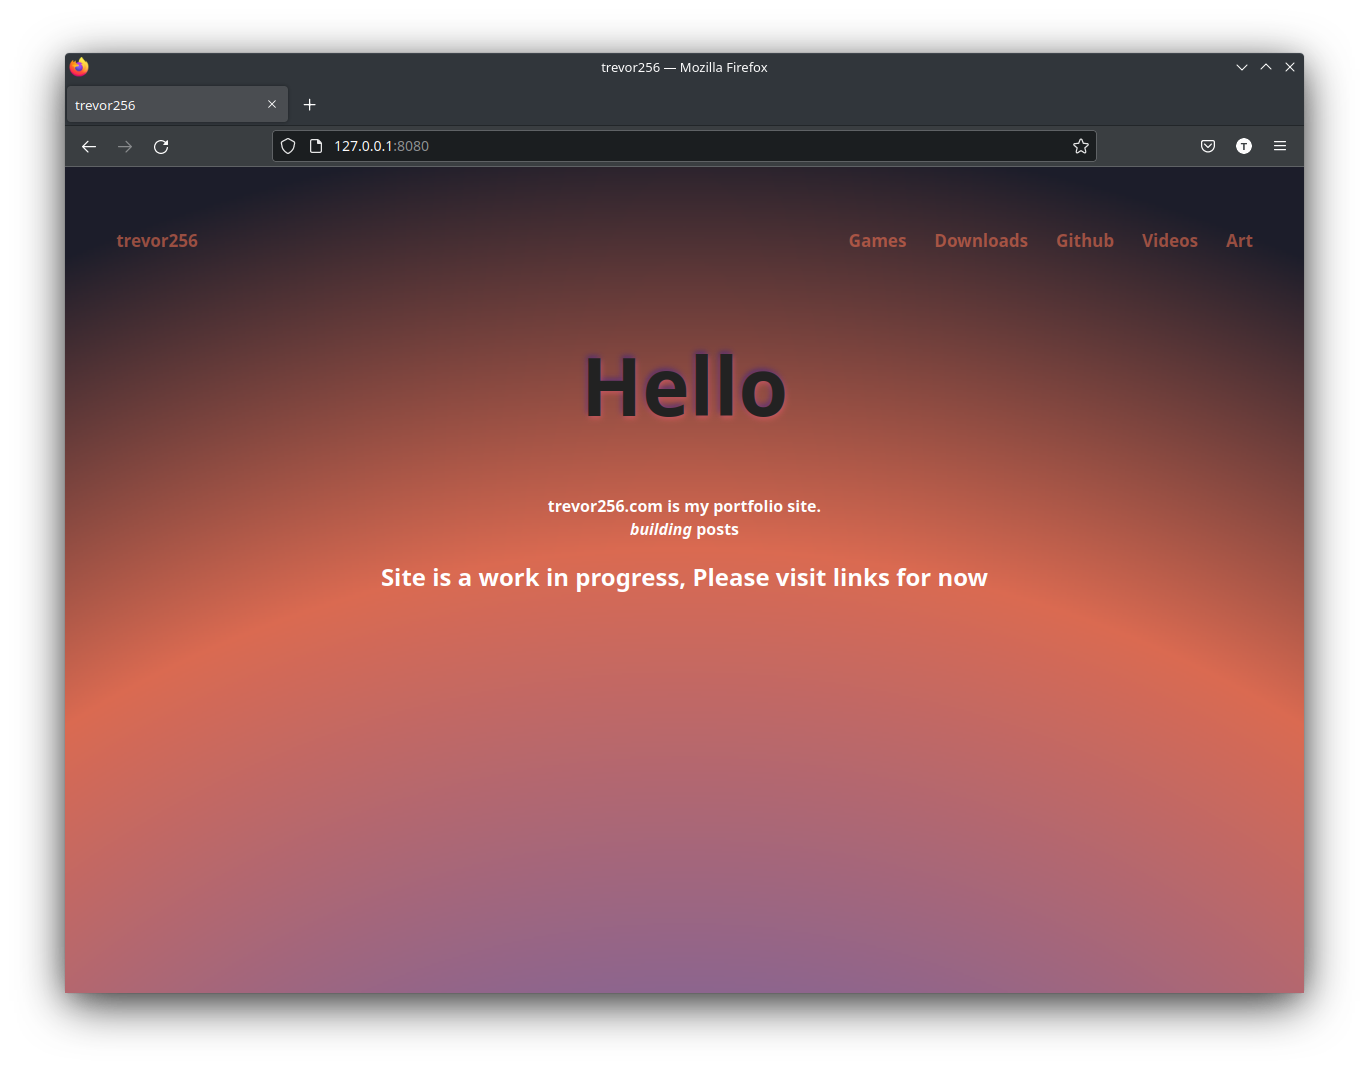 trevor256 — Mozilla Firefox
trevor256
127.0.0.1:8080
T
trevor256 Games Downloads Github Videos Art
Hello
trevor256.com is my portfolio site.
building posts
Site is a work in progress, Please visit links for now